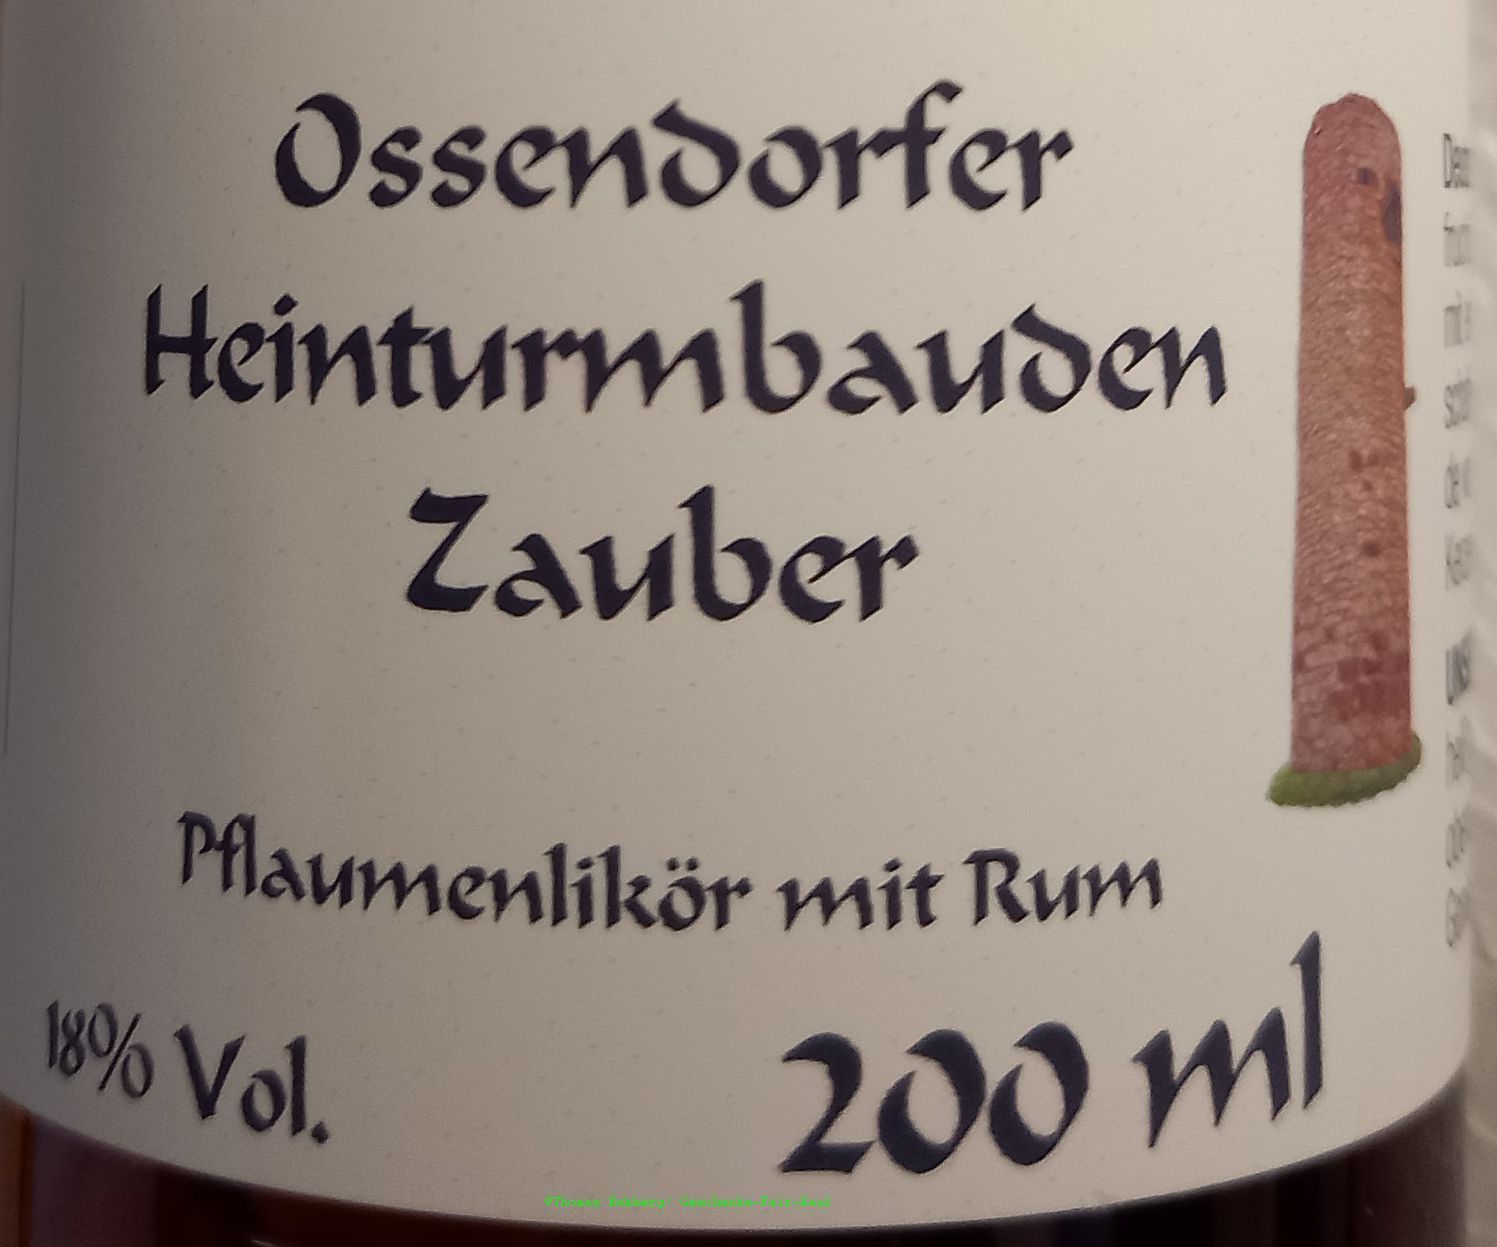 Ossendorfer
Heinturmbauden
Zauber
Pflaumenlikör mit Rum
18% Vol.
200 ml